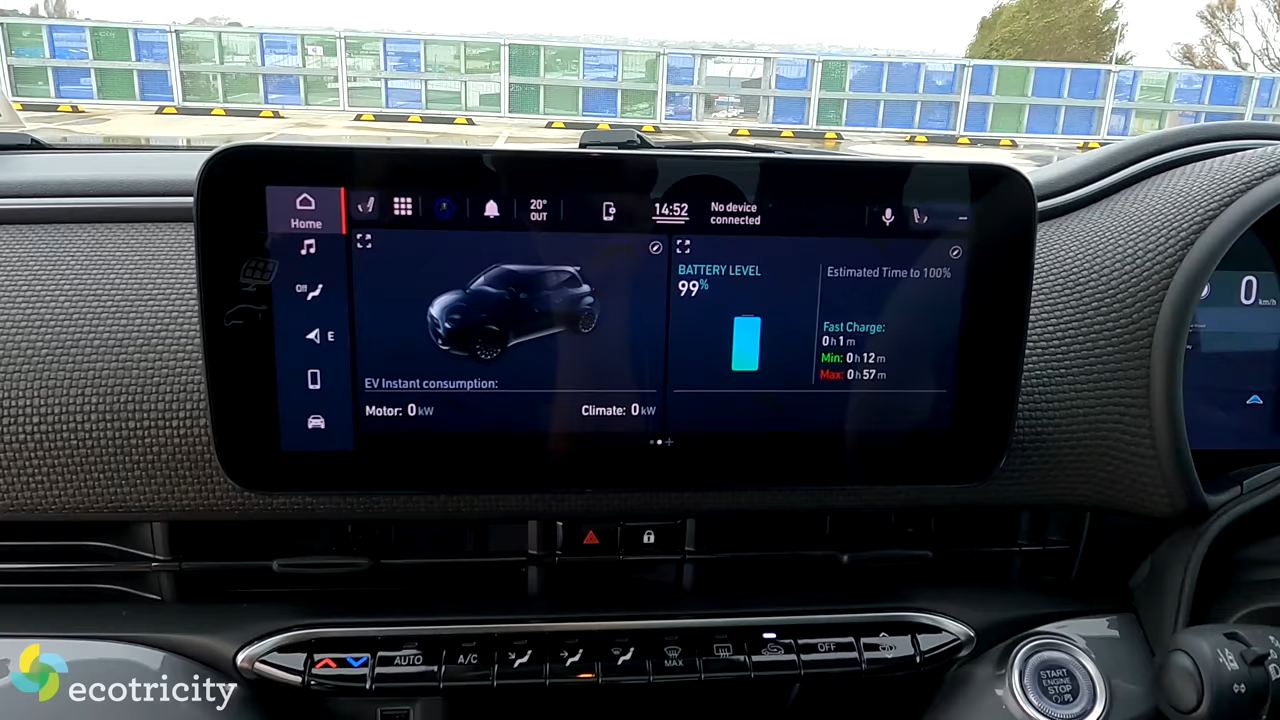 Home
20°
OUT
14:52
No device
connected
Off
E
BATTERY LEVEL
99%
Estimated Time to 100%
Fast Charge:
0 h 1 m
Min: 0 h 12 m
Max: 0 h 57 m
EV Instant consumption:
Motor: 0 kW
Climate: 0 kW
0 km/h
AUTO
A/C
MAX
OFF
START
ENGINE
STOP
ecotricity